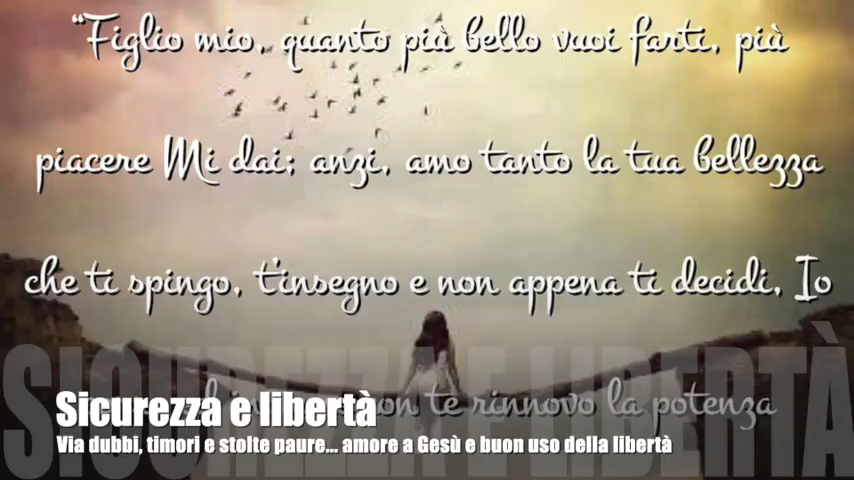 “Figlio mio, quanto più bello vuoi farti, più
piacere Mi dai; anzi, amo tanto la tua bellezza
che ti spingo, t'insegno e non appena ti decidi, Io
te rinnovo la potenza
SICUREZZA E LIBERTÀ
Sicurezza e libertà
Via dubbi, timori e stolte paure... amore a Gesù e buon uso della libertà